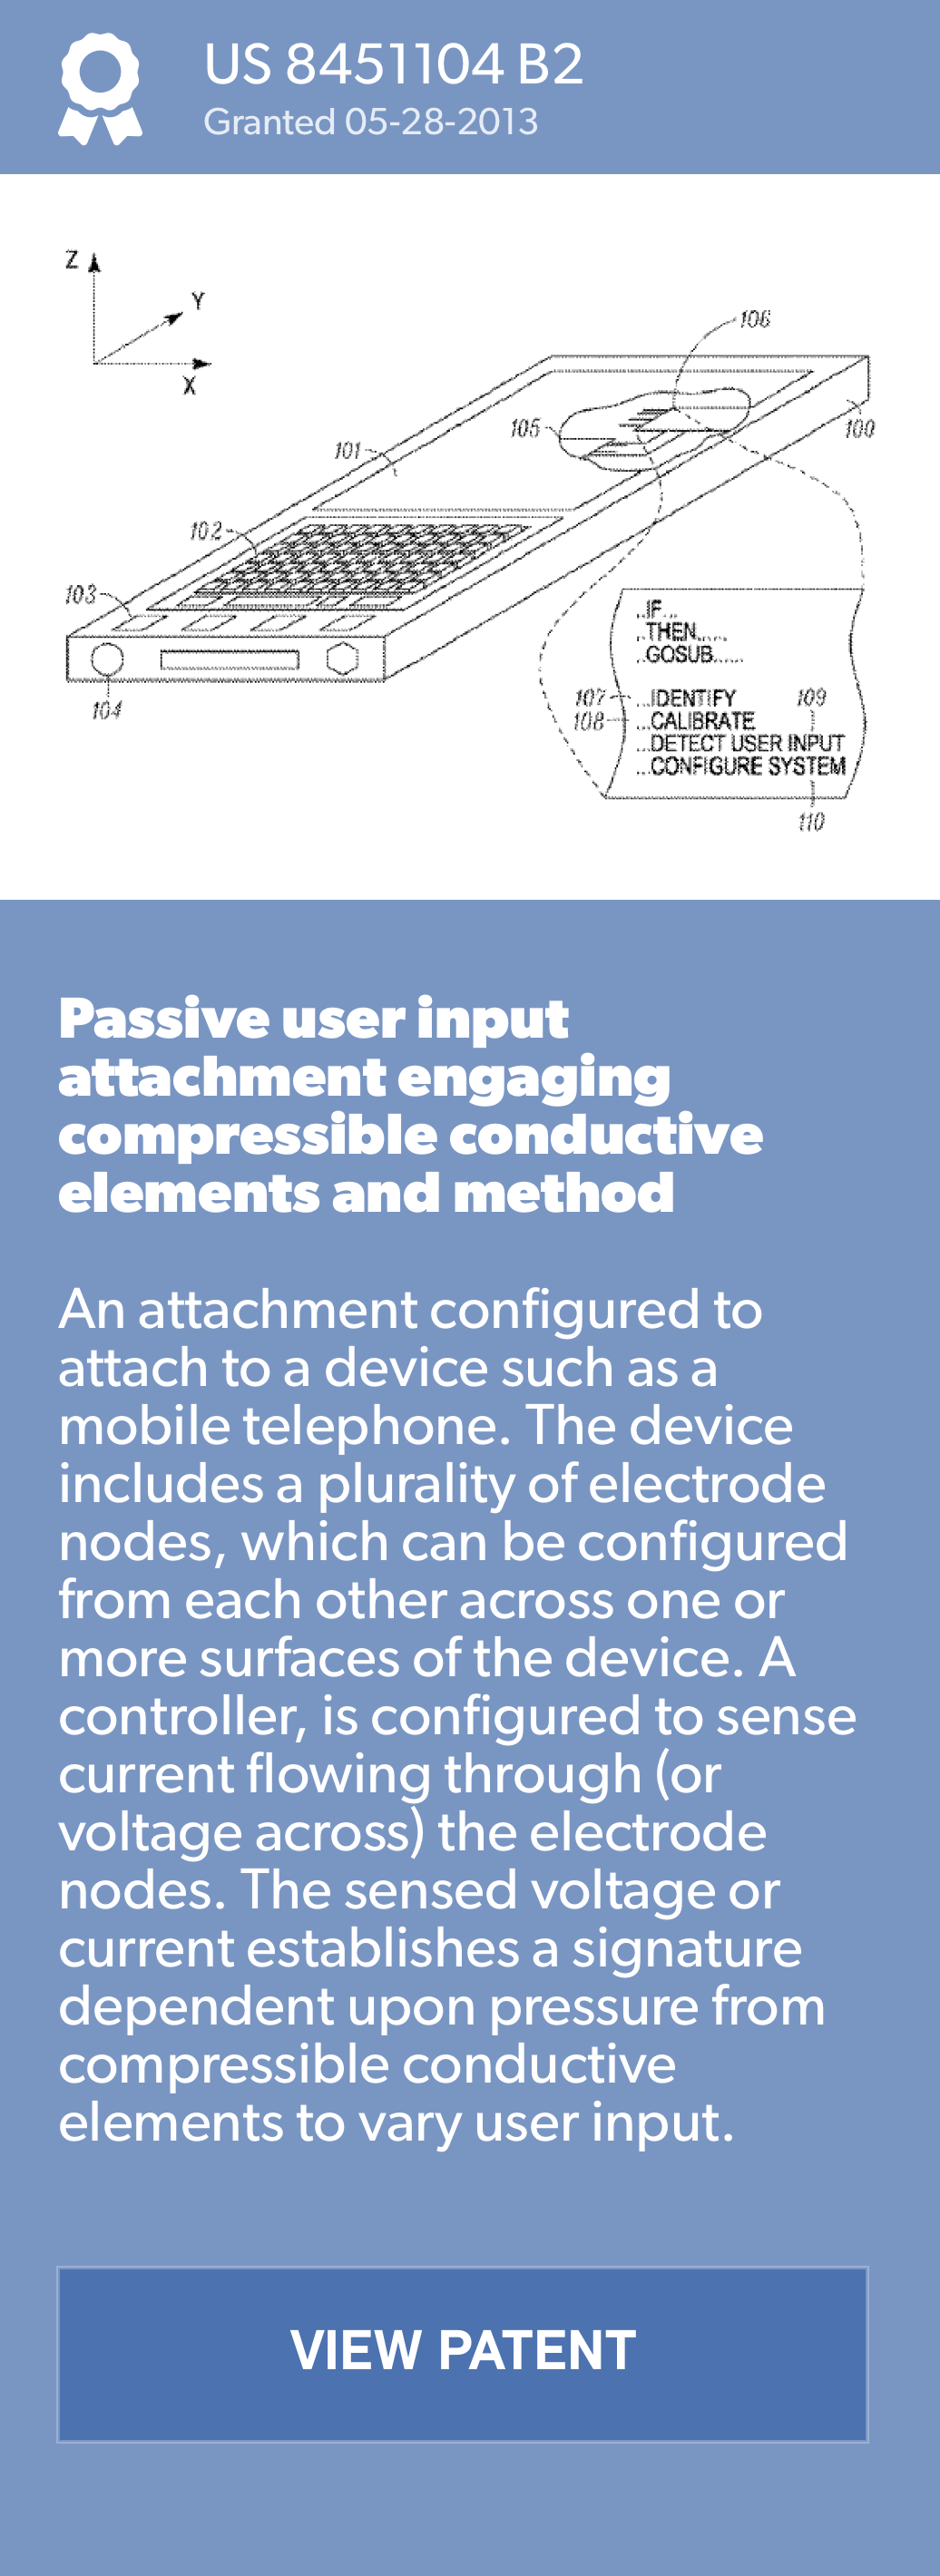 US 8451104 B2
Granted 05-28-2013
Z
Y
X
106
105
100
101
102
103
104
..IF...
.THEN.....
..GOSUB......
107 ...IDENTIFY 109
108 ...CALIBRATE
...DETECT USER INPUT
...CONFIGURE SYSTEM
110
Passive user input
attachment engaging
compressible conductive
elements and method
An attachment configured to
attach to a device such as a
mobile telephone. The device
includes a plurality of electrode
nodes, which can be configured
from each other across one or
more surfaces of the device. A
controller, is configured to sense
current flowing through (or
voltage across) the electrode
nodes. The sensed voltage or
current establishes a signature
dependent upon pressure from
compressible conductive
elements to vary user input.
VIEW PATENT